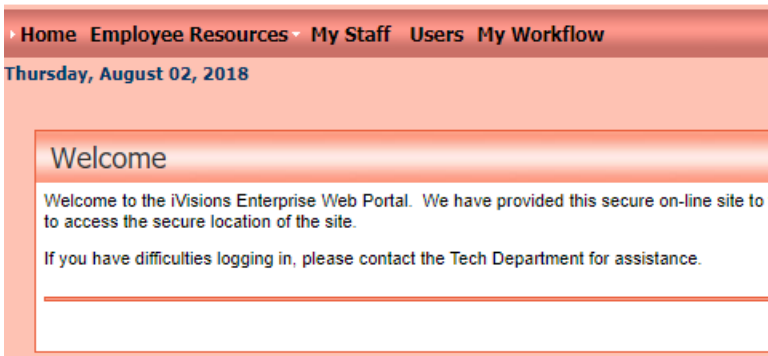 Home Employee Resources My Staff Users My Workflow
Thursday, August 02, 2018
Welcome
Welcome to the iVisions Enterprise Web Portal. We have provided this secure on-line site to
to access the secure location of the site.
If you have difficulties logging in, please contact the Tech Department for assistance.